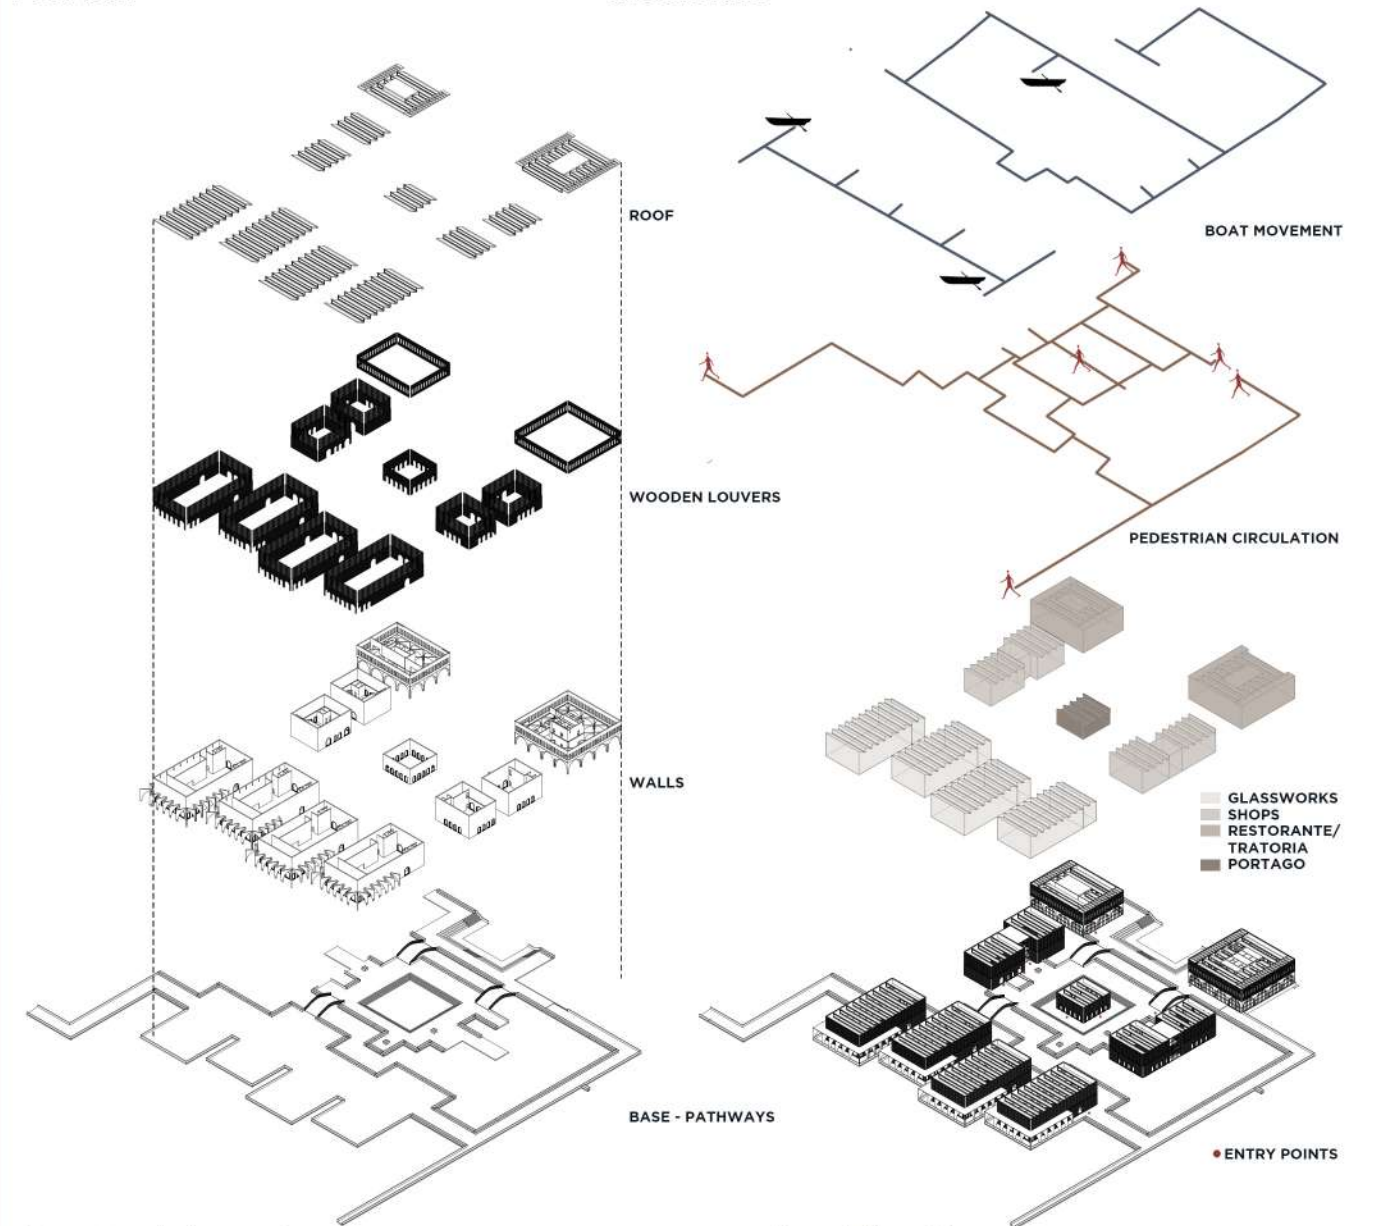 ROOF
WOODEN LOUVERS
WALLS
BASE - PATHWAYS
BOAT MOVEMENT
PEDESTRIAN CIRCULATION
GLASSWORKS
SHOPS
RESTORANTE/
TRATORIA
PORTAGO
ENTRY POINTS